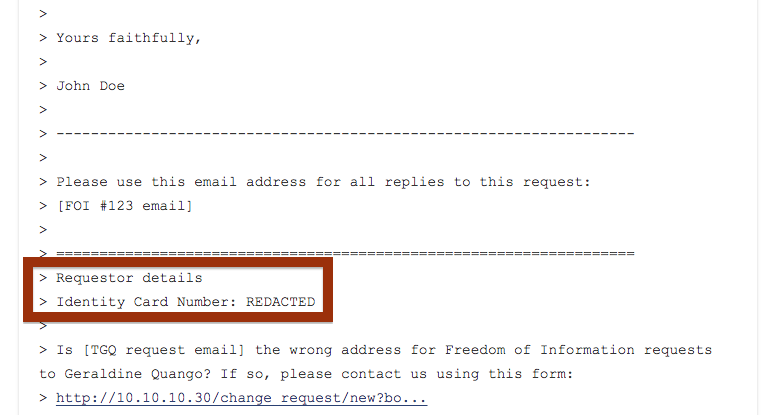 >
> Yours faithfully,
>
> John Doe
>
> -------------------------------------------------------------------
>
> Please use this email address for all replies to this request:
> [FOI #123 email]
>
> ===================================================================
> Requestor details
> Identity Card Number: REDACTED
>
> Is [TGQ request email] the wrong address for Freedom of Information requests
to Geraldine Quango? If so, please contact us using this form:
> http://10.10.10.30/change_request/new?bo...